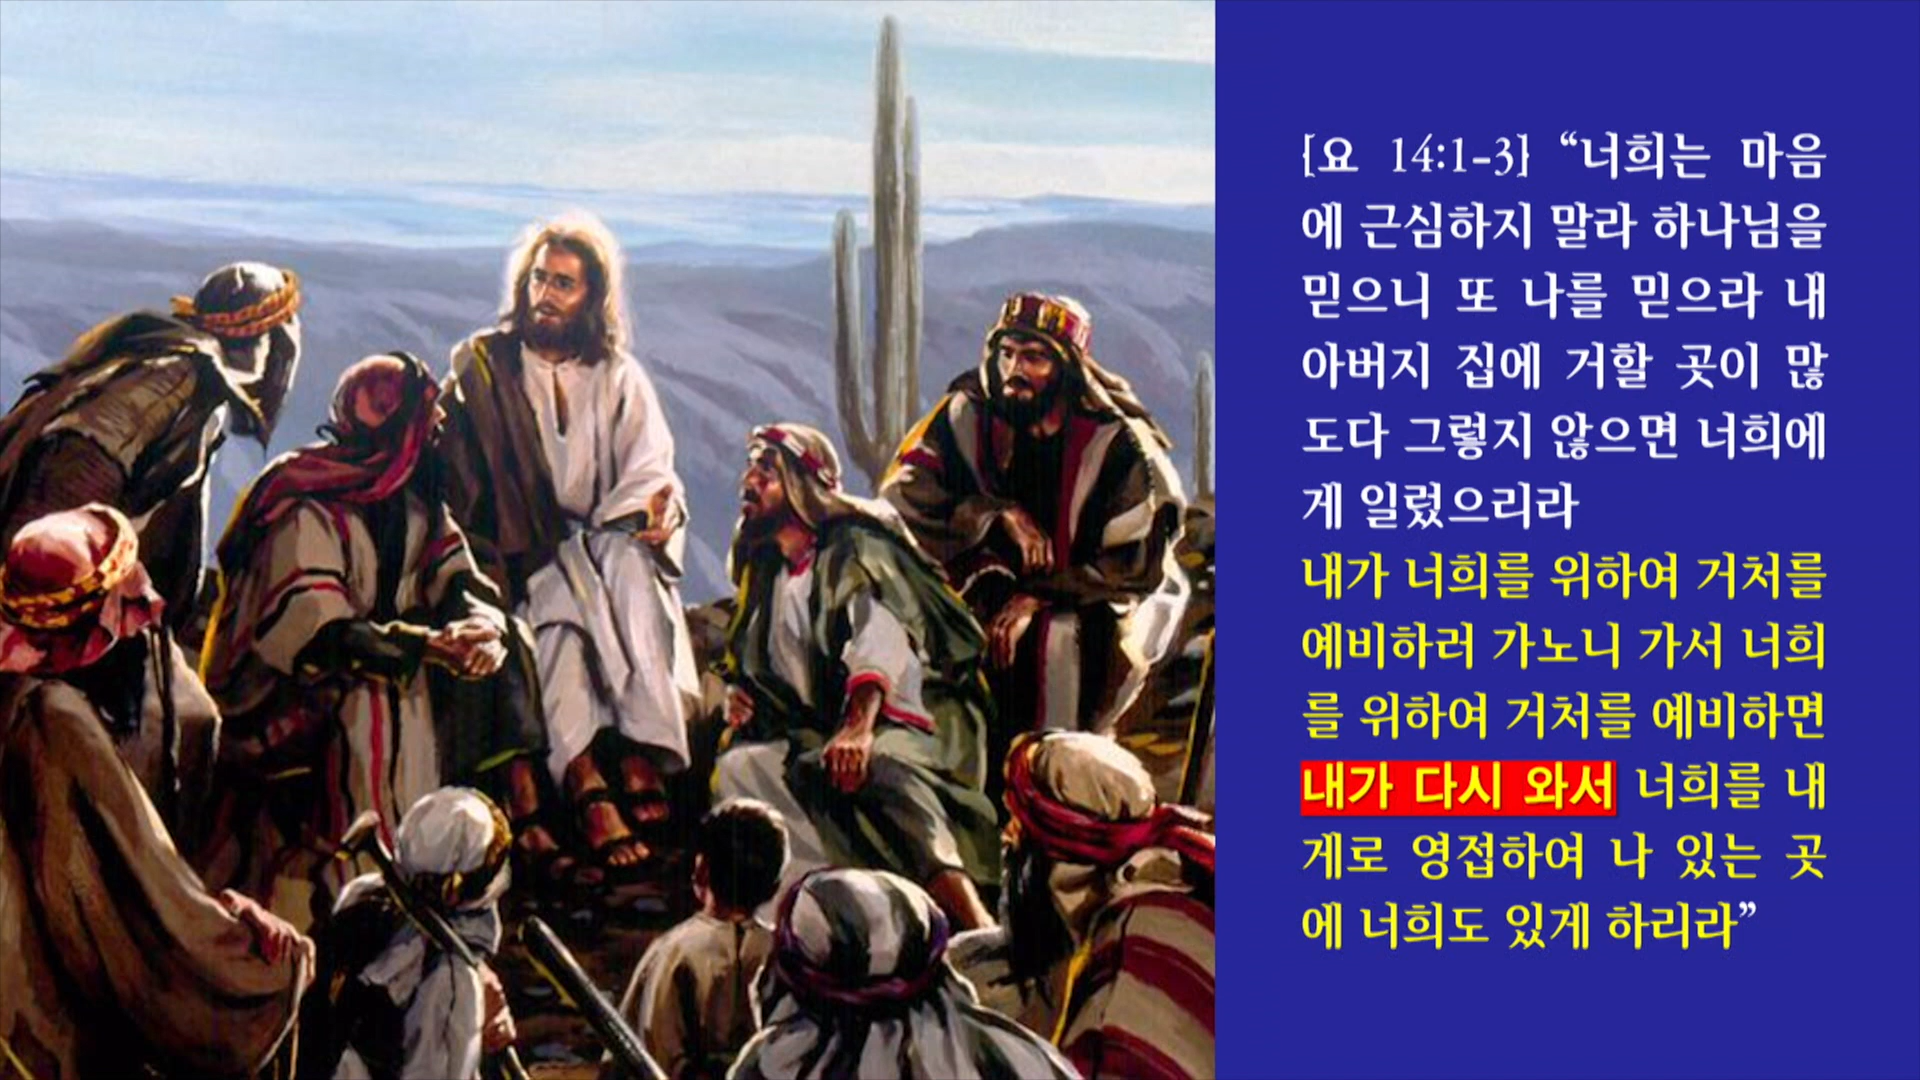 [요 14:1-3] “너희는 마음
에 근심하지 말라 하나님을
믿으니 또 나를 믿으라 내
아버지 집에 거할 곳이 많
도다 그렇지 않으면 너희에
게 일렀으리라
내가 너희를 위하여 거처를
예비하러 가노니 가서 너희
를 위하여 거처를 예비하면
내가 다시 와서 너희를 내
게로 영접하여 나 있는 곳
에 너희도 있게 하리라”